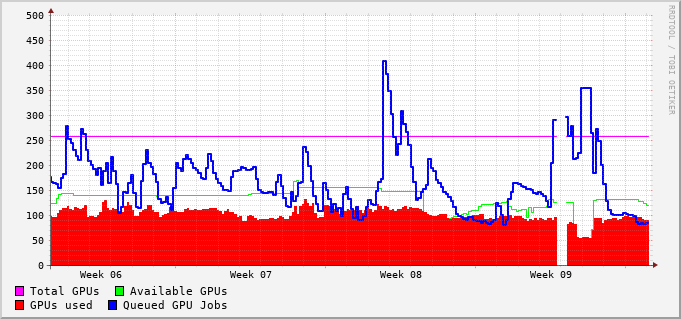 500
450
400
350
300
250
200
150
100
50
0
Week 06 Week 07 Week 08 Week 09
Total GPUs Available GPUs
GPUs used Queued GPU Jobs
RRDTOOL / TOBI OETIKER